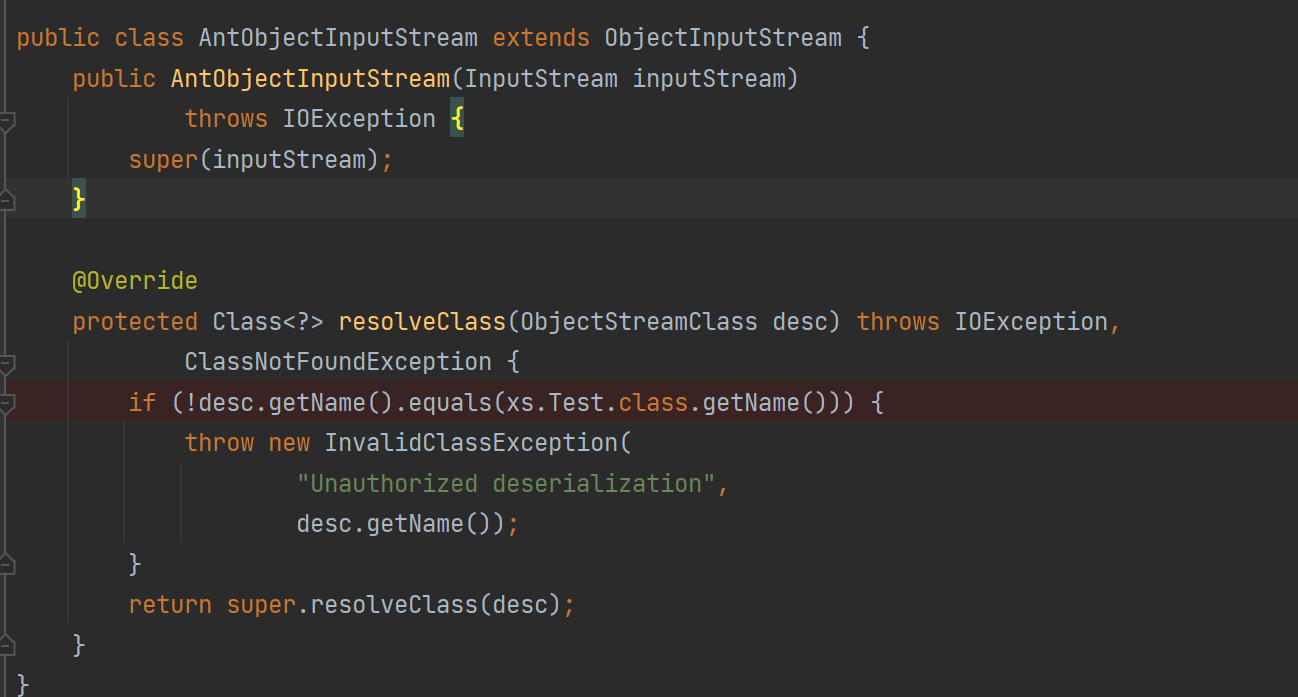 public class AntObjectInputStream extends ObjectInputStream {
public AntObjectInputStream(InputStream inputStream)
throws IOException {
super(inputStream);
}
@Override
protected Class<?> resolveClass(ObjectStreamClass desc) throws IOException,
ClassNotFoundException {
if (!desc.getName().equals(xs.Test.class.getName())) {
throw new InvalidClassException(
"Unauthorized deserialization",
desc.getName());
}
return super.resolveClass(desc);
}
}